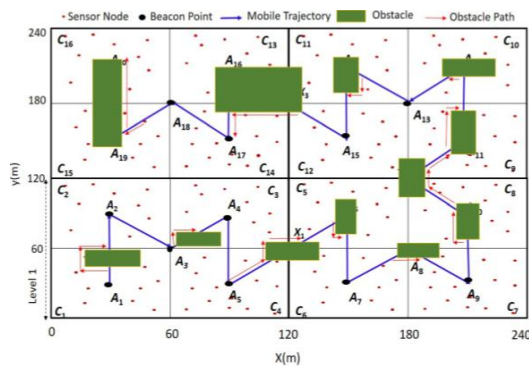 Sensor Node Beacon Point Mobile Trajectory Obstacle Obstacle Path
240
C16 C13 C11 C10
A16
180
A18 A13
A19 A17 A15
C15 C14 C12 C9
120
C2 C3 C5 C8
A2 A4
X1
60
A3 A8
A1 A5 A7 A9
C1 C4 C6 C7
0 60 120 180 240
X(m)
y(m)
Level 1